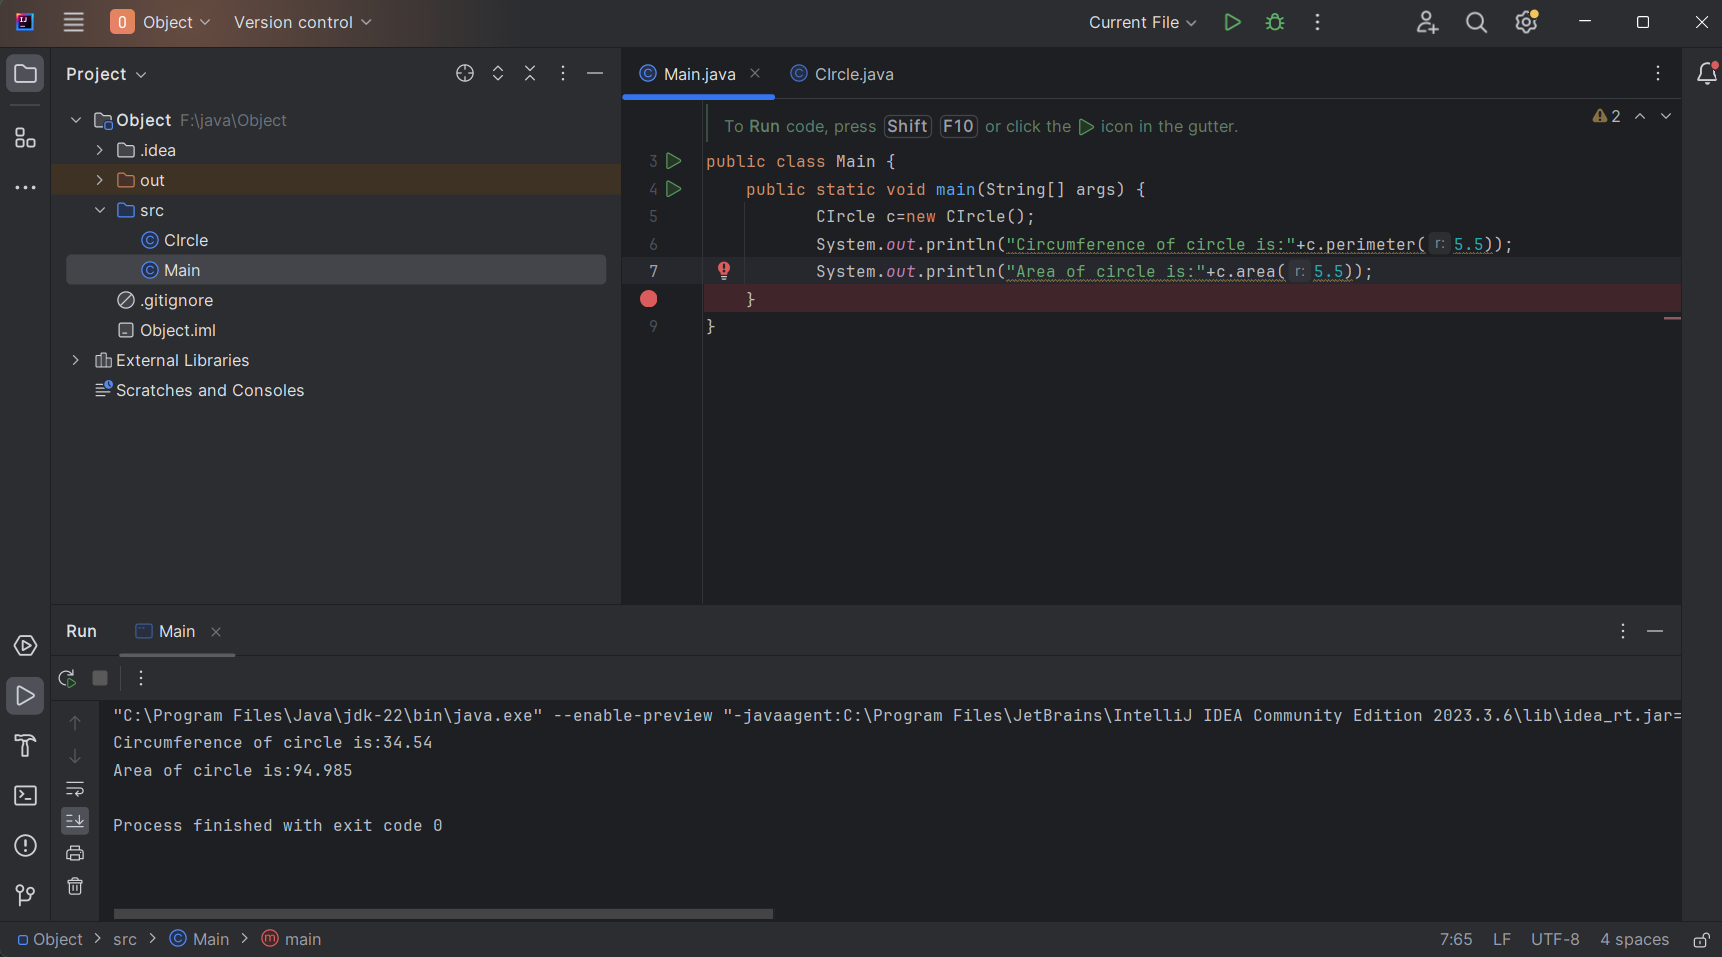 IJ
O Object Version control Current File
Project
Object F:\java\Object
.idea
out
src
CIrcle
Main
.gitignore
Object.iml
External Libraries
Scratches and Consoles
Main.java CIrcle.java
To Run code, press Shift F10 or click the icon in the gutter.
2
3 public class Main {
4 public static void main(String[] args) {
5 CIrcle c=new CIrcle();
6 System.out.println("Circumference of circle is:"+c.perimeter( r: 5.5));
7 System.out.println("Area of circle is:"+c.area( r: 5.5));
}
9 }
Run Main
"C:\Program Files\Java\jdk-22\bin\java.exe" --enable-preview "-javaagent:C:\Program Files\JetBrains\IntelliJ IDEA Community Edition 2023.3.6\lib\idea_rt.jar=
Circumference of circle is:34.54
Area of circle is:94.985
Process finished with exit code 0
Object > src > Main > main 7:65 LF UTF-8 4 spaces